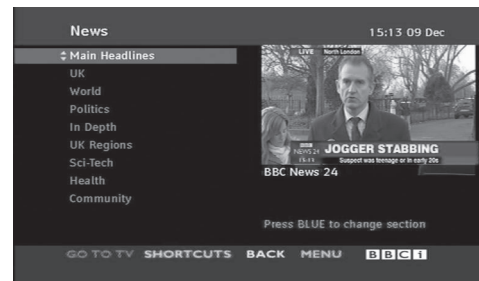 News 15:13 09 Dec
Main Headlines
UK
World
Politics
In Depth
UK Regions
Sci-Tech
Health
Community
LIVE North London
BBC
NEWS 24 JOGGER STABBING
15:13 Suspect was teenage or in early 20s
BBC News 24
Press BLUE to change section
GO TO TV SHORTCUTS BACK MENU BBCi